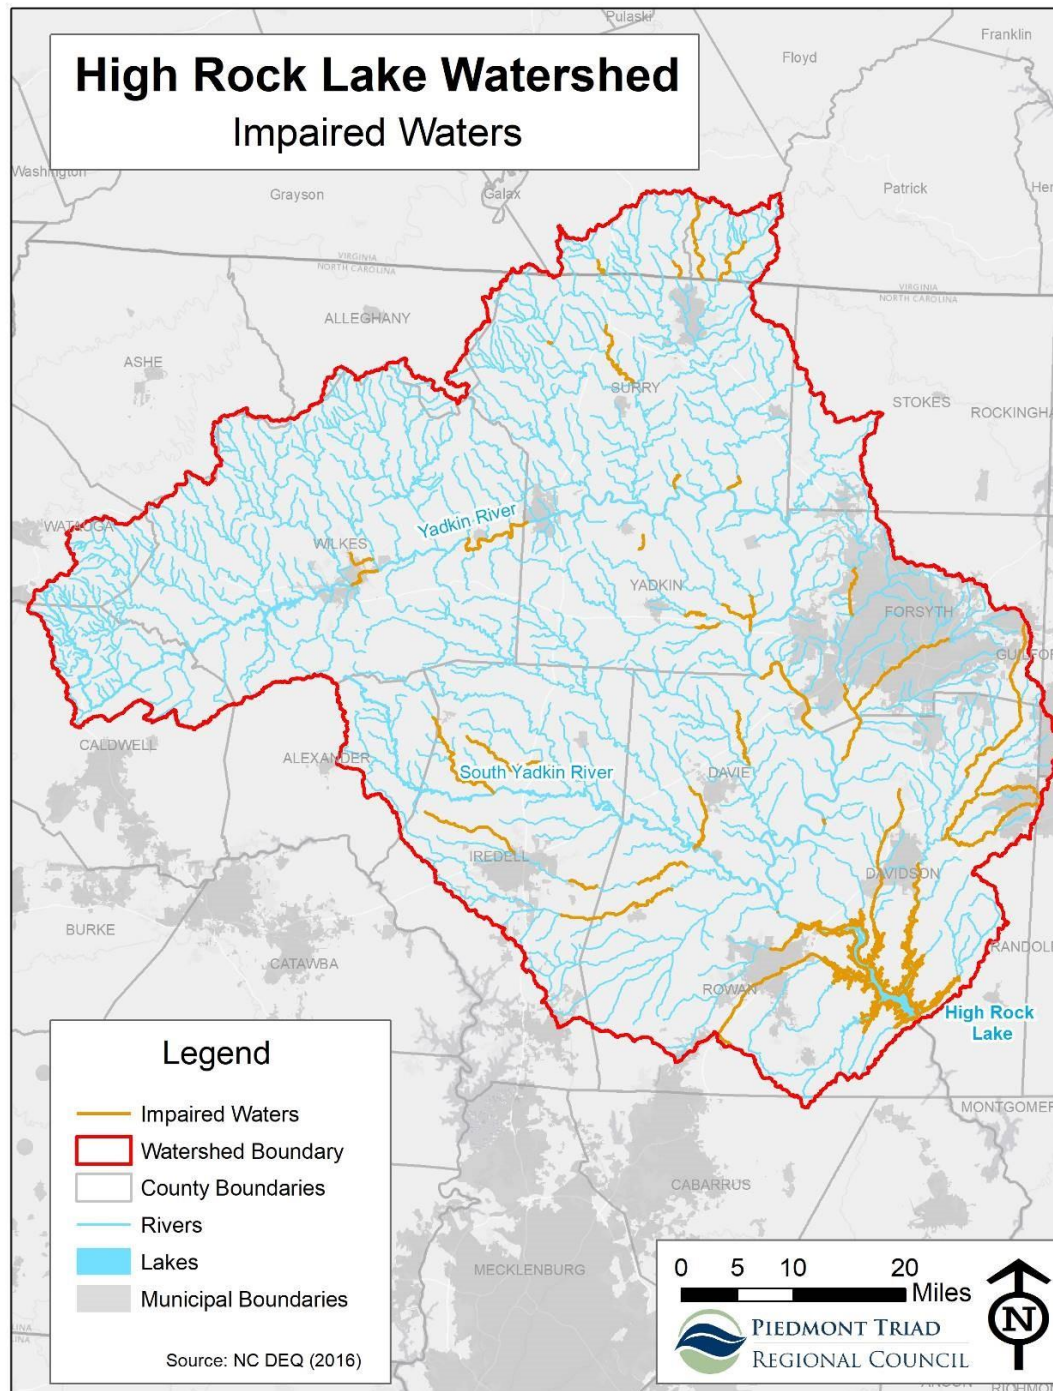 Pulaski
Franklin
Floyd
High Rock Lake Watershed
Impaired Waters
Washington
Grayson
Galax
Patrick
VIRGINIA
NORTH CAROLINA
VIRGINIA
NORTH CAROLINA
ALLEGHANY
ASHE
SURRY
STOKES
WATAUGA
Yadkin River
WILKES
YADKIN
FORSYTH
CALDWELL
ALEXANDER
South Yadkin River
DAVIE
IREDELL
DAVIDSON
BURKE
CATAWBA
ROWAN
High Rock
Lake
CABARRUS
MECKLENBURG
Legend
Impaired Waters
Watershed Boundary
County Boundaries
Rivers
Lakes
Municipal Boundaries
Source: NC DEQ (2016)
0 5 10 20
Miles
N
PIEDMONT TRIAD
REGIONAL COUNCIL